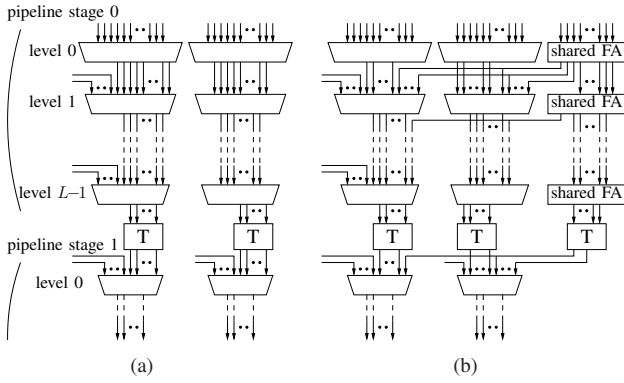 pipeline stage 0
level 0
shared FA
level 1
shared FA
level L−1
shared FA
T T T T T
pipeline stage 1
level 0
(a) (b)